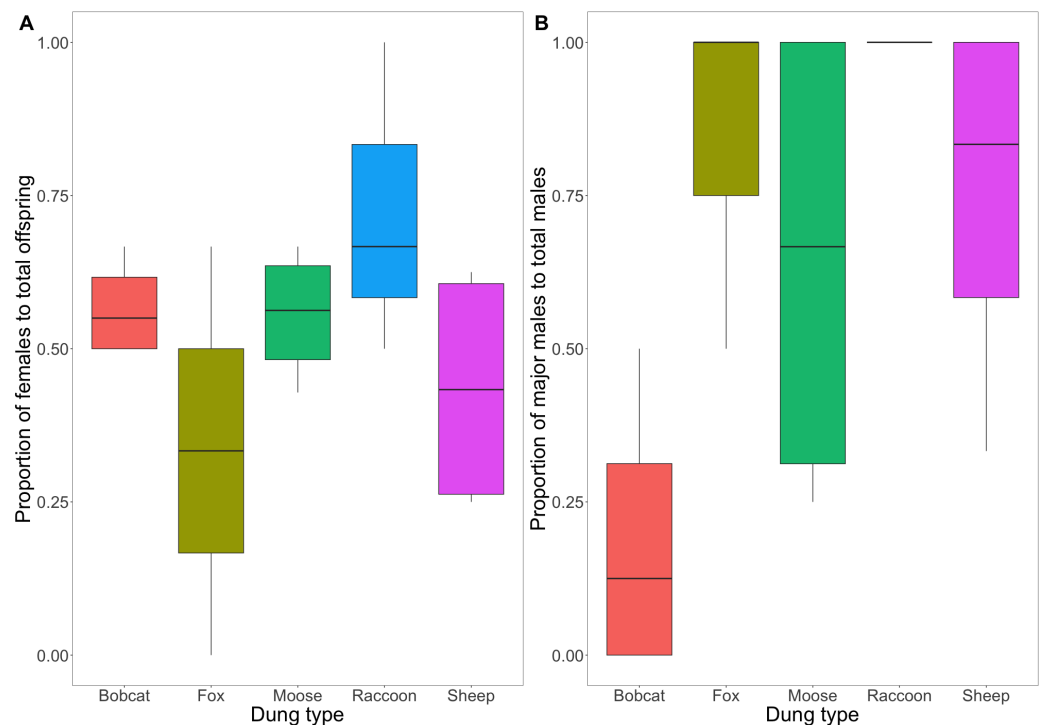 A
Proportion of females to total offspring
1.00
0.75
0.50
0.25
0.00
Bobcat Fox Moose Raccoon Sheep
Dung type
B
Proportion of major males to total males
1.00
0.75
0.50
0.25
0.00
Bobcat Fox Moose Raccoon Sheep
Dung type